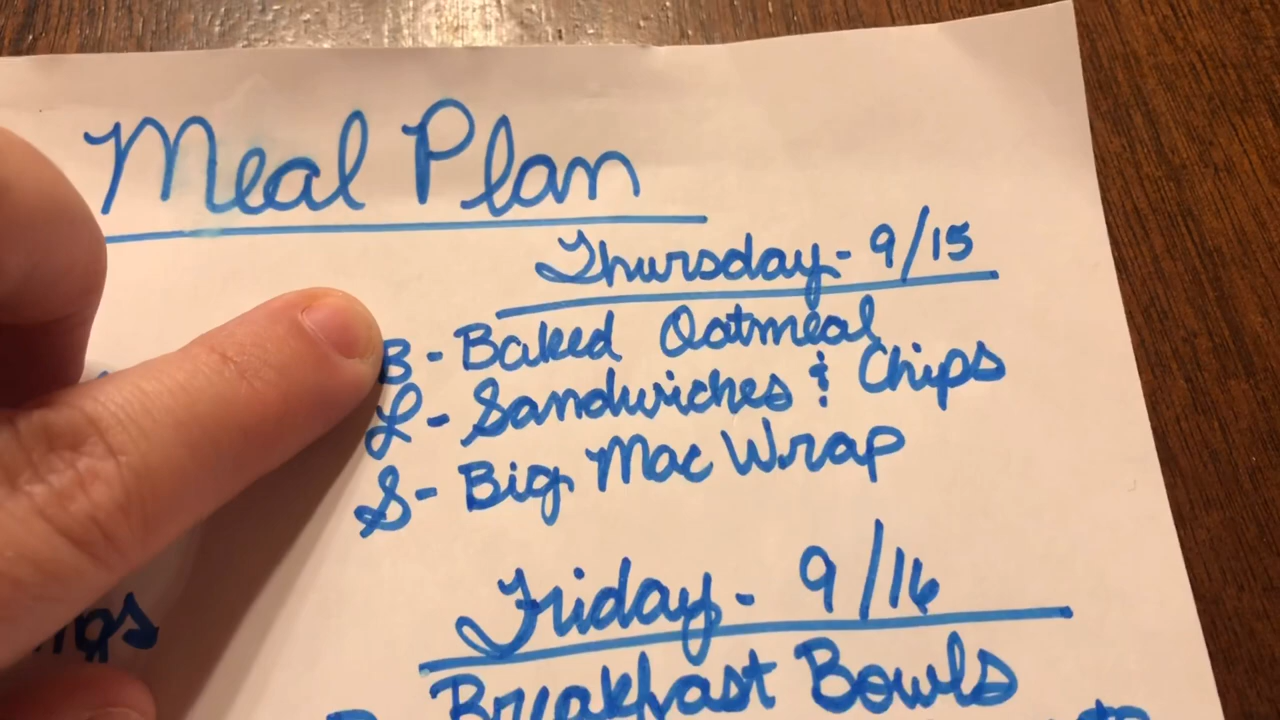 Meal Plan
Thursday - 9/15
B - Baked Oatmeal
L - Sandwiches & Chips
S - Big Mac Wrap
Friday - 9/16
Breakfast Bowls